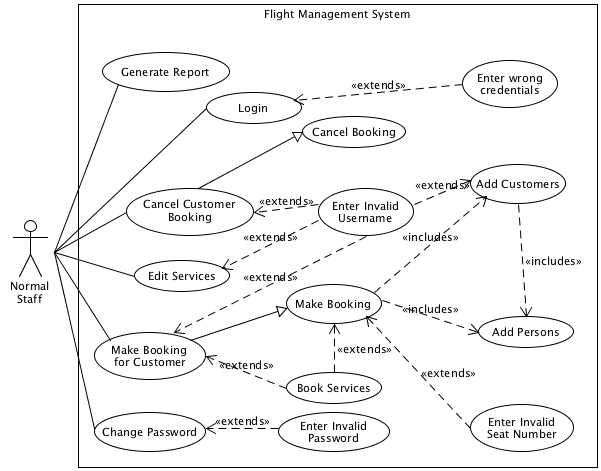 Flight Management System
Generate Report
Enter wrong
credentials
«extends»
Login
Cancel Booking
Add Customers
«extends»
Cancel Customer
Booking
«extends»
Enter Invalid
Username
«extends»
«includes»
«includes»
Normal
Staff
Edit Services
«extends»
Make Booking
«includes»
Add Persons
Make Booking
for Customer
«extends»
«extends»
«extends»
Book Services
Change Password
«extends»
Enter Invalid
Password
Enter Invalid
Seat Number